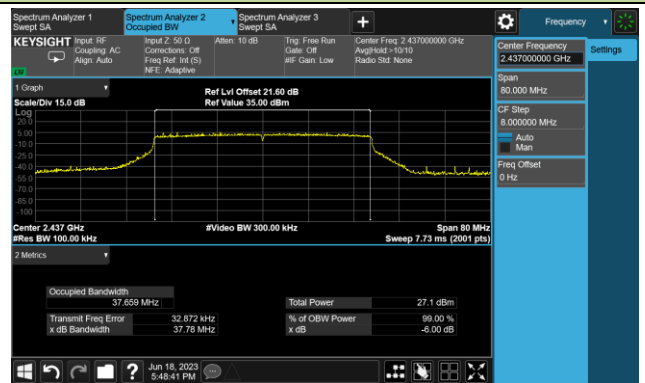 Spectrum Analyzer 1
Swept SA
Spectrum Analyzer 2
Occupied BW
Spectrum Analyzer 3
Swept SA
+
Frequency
KEYSIGHT
Input: RF
Coupling: AC
Align: Auto
Input Z: 50 Ω
Corrections: Off
Freq Ref: Int (S)
NFE: Adaptive
Atten: 10 dB
Trig: Free Run
Gate: Off
#IF Gain: Low
Center Freq: 2.437000000 GHz
Avg|Hold:>10/10
Radio Std: None
Center Frequency
2.437000000 GHz
Settings
Span
80.000 MHz
CF Step
8.000000 MHz
Auto
Man
Freq Offset
0 Hz
1 Graph
Scale/Div 15.0 dB
Ref Lvl Offset 21.60 dB
Ref Value 35.00 dBm
Log
20.0
5.00
-10.0
-25.0
-40.0
-55.0
-70.0
-85.0
-100
Center 2.437 GHz
#Res BW 100.00 kHz
#Video BW 300.00 kHz
Span 80 MHz
Sweep 7.73 ms (2001 pts)
2 Metrics
Occupied Bandwidth
37.659 MHz
Total Power 27.1 dBm
Transmit Freq Error 32.872 kHz
% of OBW Power 99.00 %
x dB Bandwidth 37.78 MHz
x dB -6.00 dB
?
Jun 18, 2023
5:48:41 PM